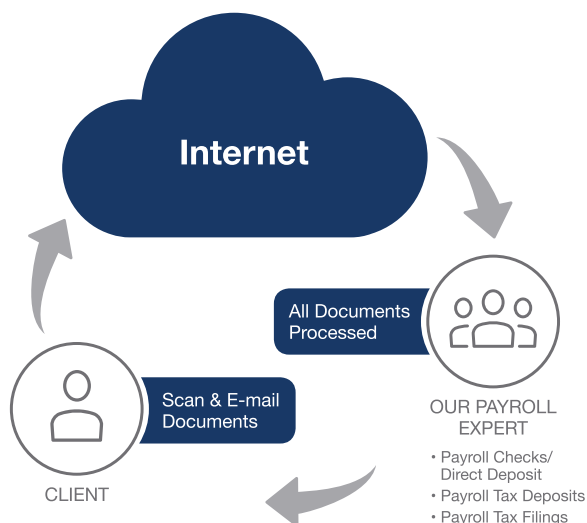 Internet
All Documents
Processed
Scan & E-mail
Documents
CLIENT
OUR PAYROLL
EXPERT
• Payroll Checks/
Direct Deposit
• Payroll Tax Deposits
• Payroll Tax Filings